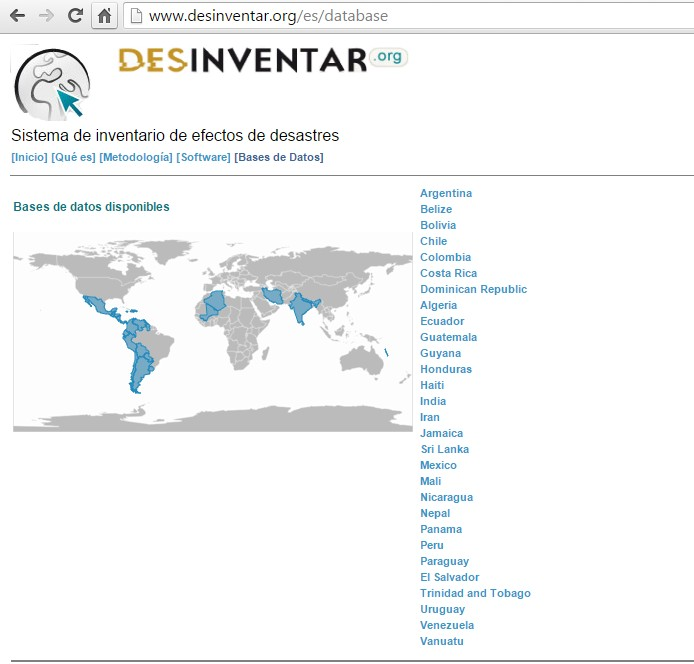 www.desinventar.org/es/database
DESINVENTAR.org
Sistema de inventario de efectos de desastres
[Inicio] [Qué es] [Metodología] [Software] [Bases de Datos]
Bases de datos disponibles
Argentina
Belize
Bolivia
Chile
Colombia
Costa Rica
Dominican Republic
Algeria
Ecuador
Guatemala
Guyana
Honduras
Haiti
India
Iran
Jamaica
Sri Lanka
Mexico
Mali
Nicaragua
Nepal
Panama
Peru
Paraguay
El Salvador
Trinidad and Tobago
Uruguay
Venezuela
Vanuatu